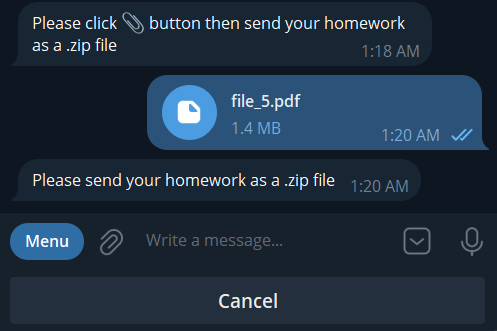 Please click 📎 button then send your homework
as a .zip file
1:18 AM
file_5.pdf
1.4 MB
1:20 AM
Please send your homework as a .zip file
1:20 AM
Menu
Write a message...
Cancel